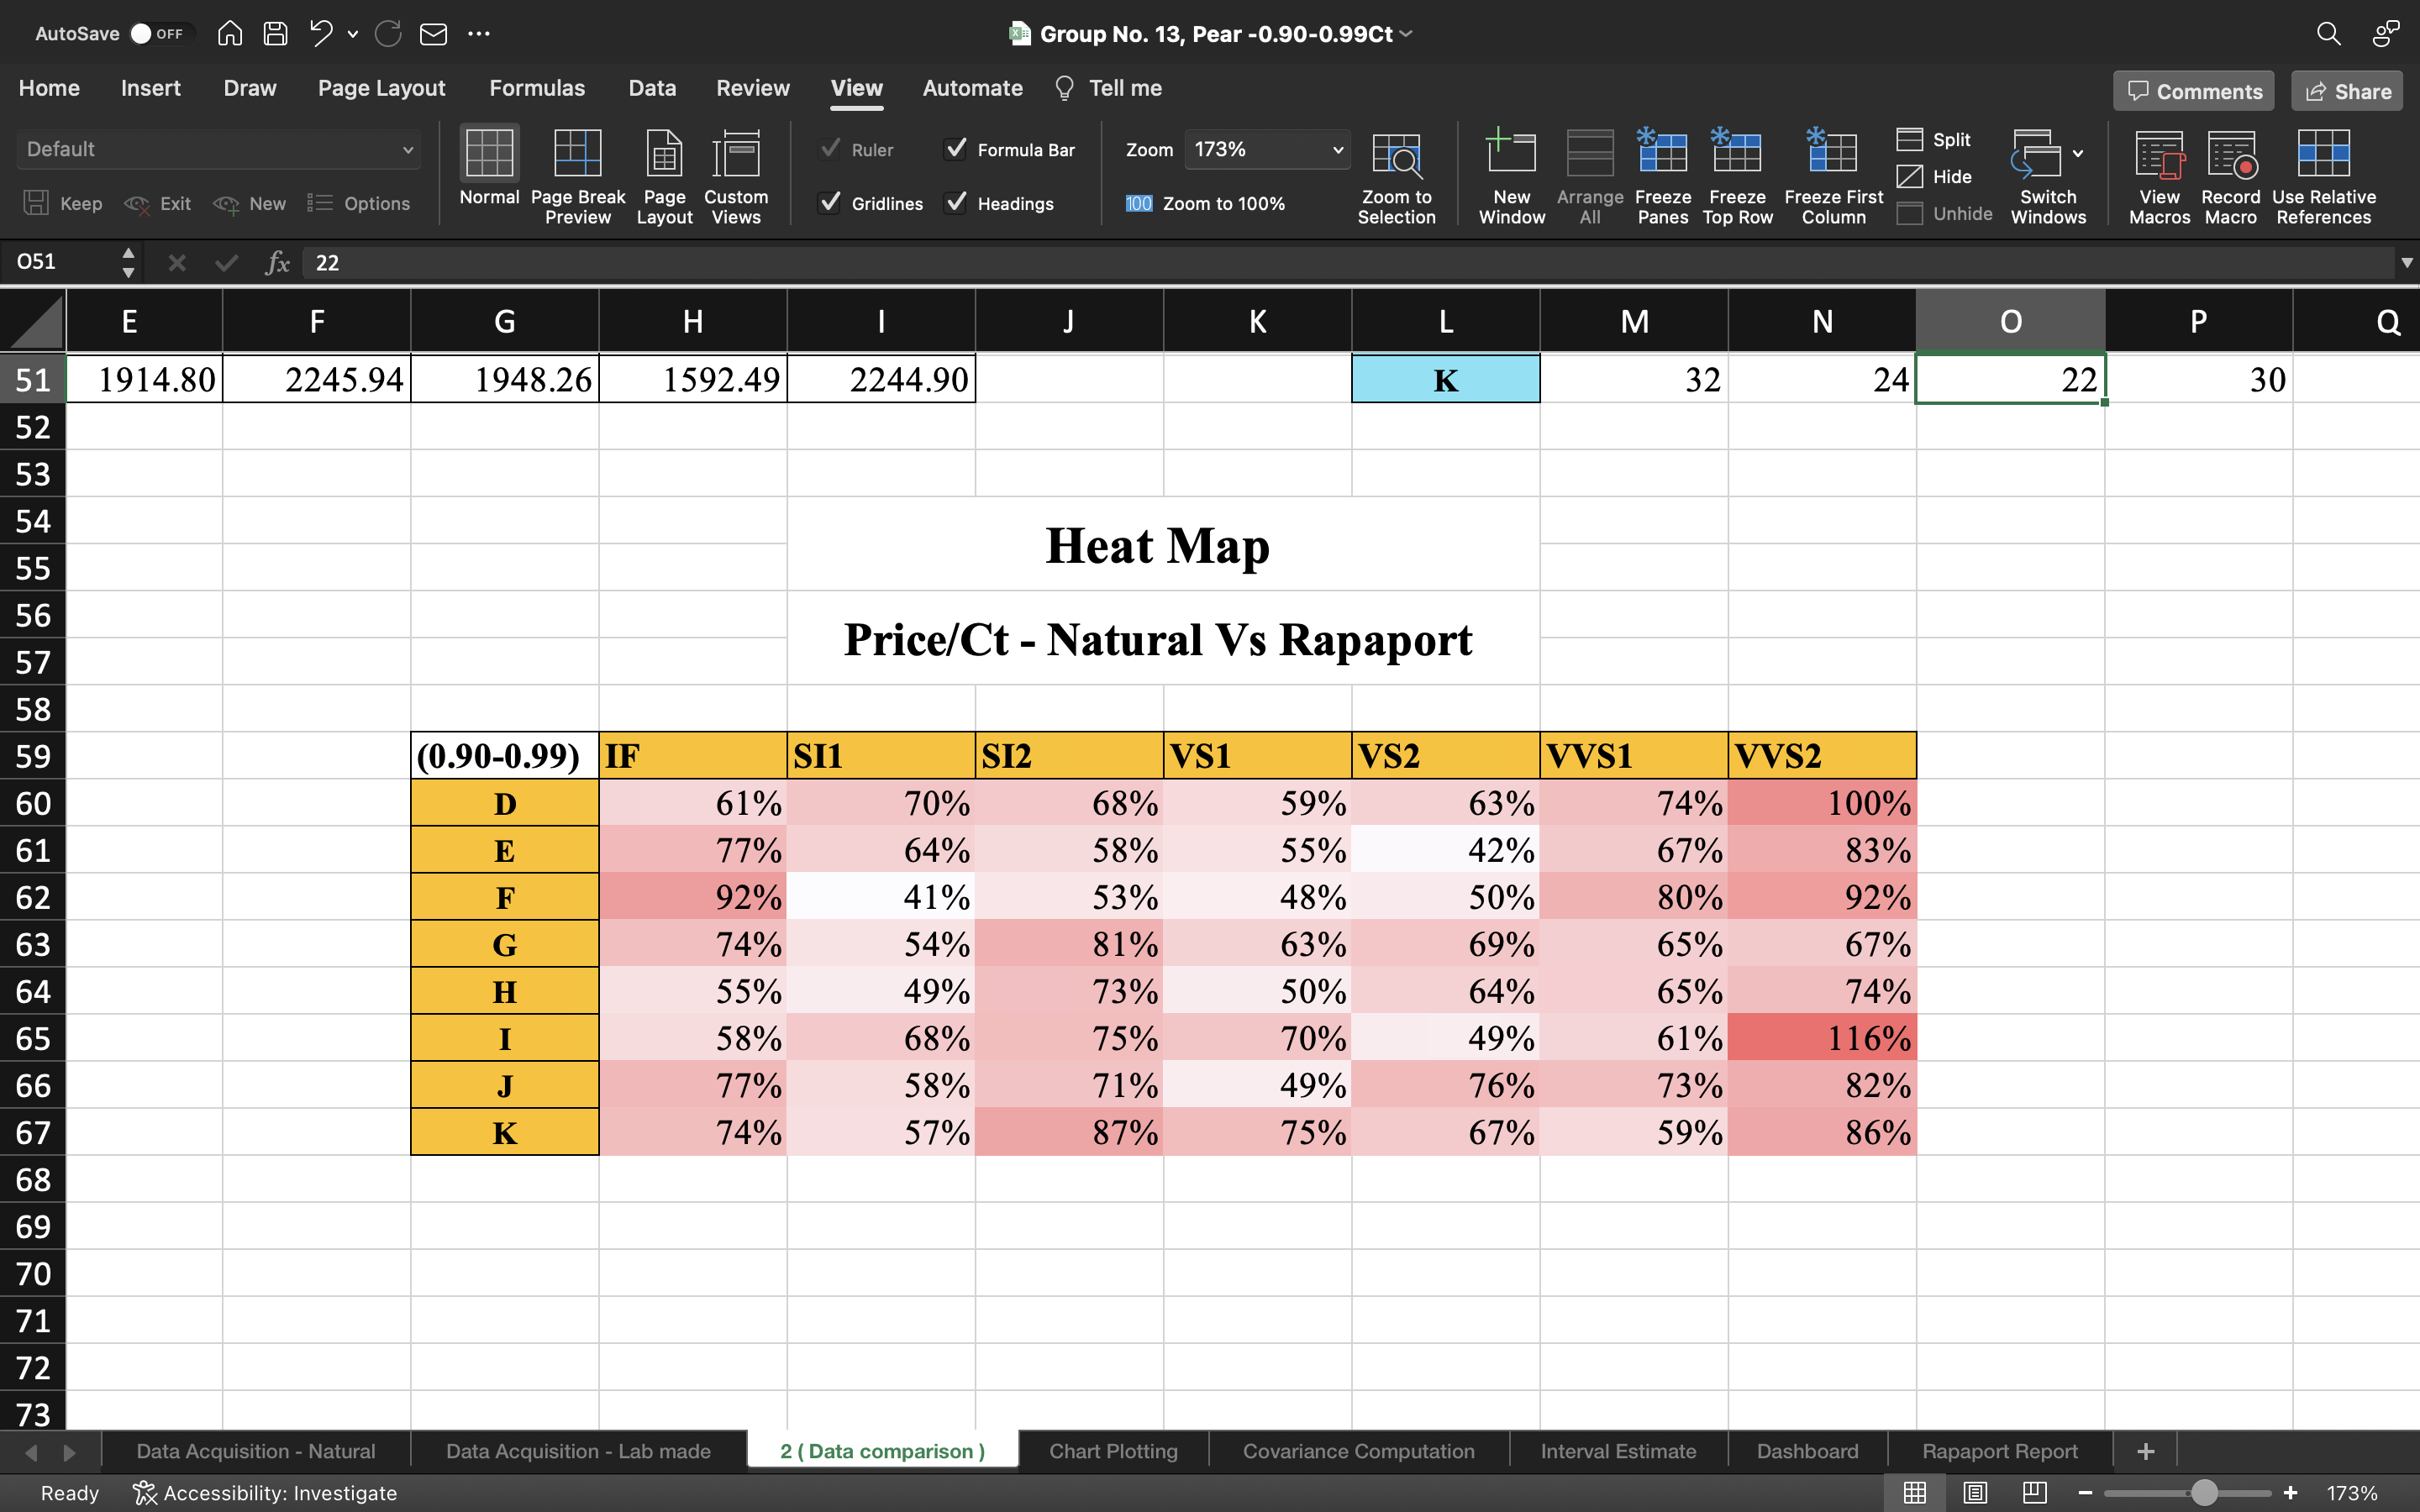 AutoSave OFF Group No. 13, Pear -0.90-0.99Ct
Home Insert Draw Page Layout Formulas Data Review View Automate Tell me Comments Share
Default
Keep Exit New Options
Normal Page Break Preview Page Layout Custom Views
Ruler Formula Bar
Gridlines Headings
Zoom 173%
100 Zoom to 100%
Zoom to Selection
New Window Arrange All Freeze Panes Freeze Top Row Freeze First Column
Split
Hide
Unhide
Switch Windows
View Macros Record Macro Use Relative References
O51 fx 22
E F G H I J K L M N O P Q
51 1914.80 2245.94 1948.26 1592.49 2244.90 K 32 24 22 30
52
53
54
Heat Map
55
56
Price/Ct - Natural Vs Rapaport
57
58
59 (0.90-0.99) IF SI1 SI2 VS1 VS2 VVS1 VVS2
60 D 61% 70% 68% 59% 63% 74% 100%
61 E 77% 64% 58% 55% 42% 67% 83%
62 F 92% 41% 53% 48% 50% 80% 92%
63 G 74% 54% 81% 63% 69% 65% 67%
64 H 55% 49% 73% 50% 64% 65% 74%
65 I 58% 68% 75% 70% 49% 61% 116%
66 J 77% 58% 71% 49% 76% 73% 82%
67 K 74% 57% 87% 75% 67% 59% 86%
68
69
70
71
72
73
Data Acquisition - Natural Data Acquisition - Lab made 2 ( Data comparison ) Chart Plotting Covariance Computation Interval Estimate Dashboard Rapaport Report +
Ready Accessibility: Investigate 173%